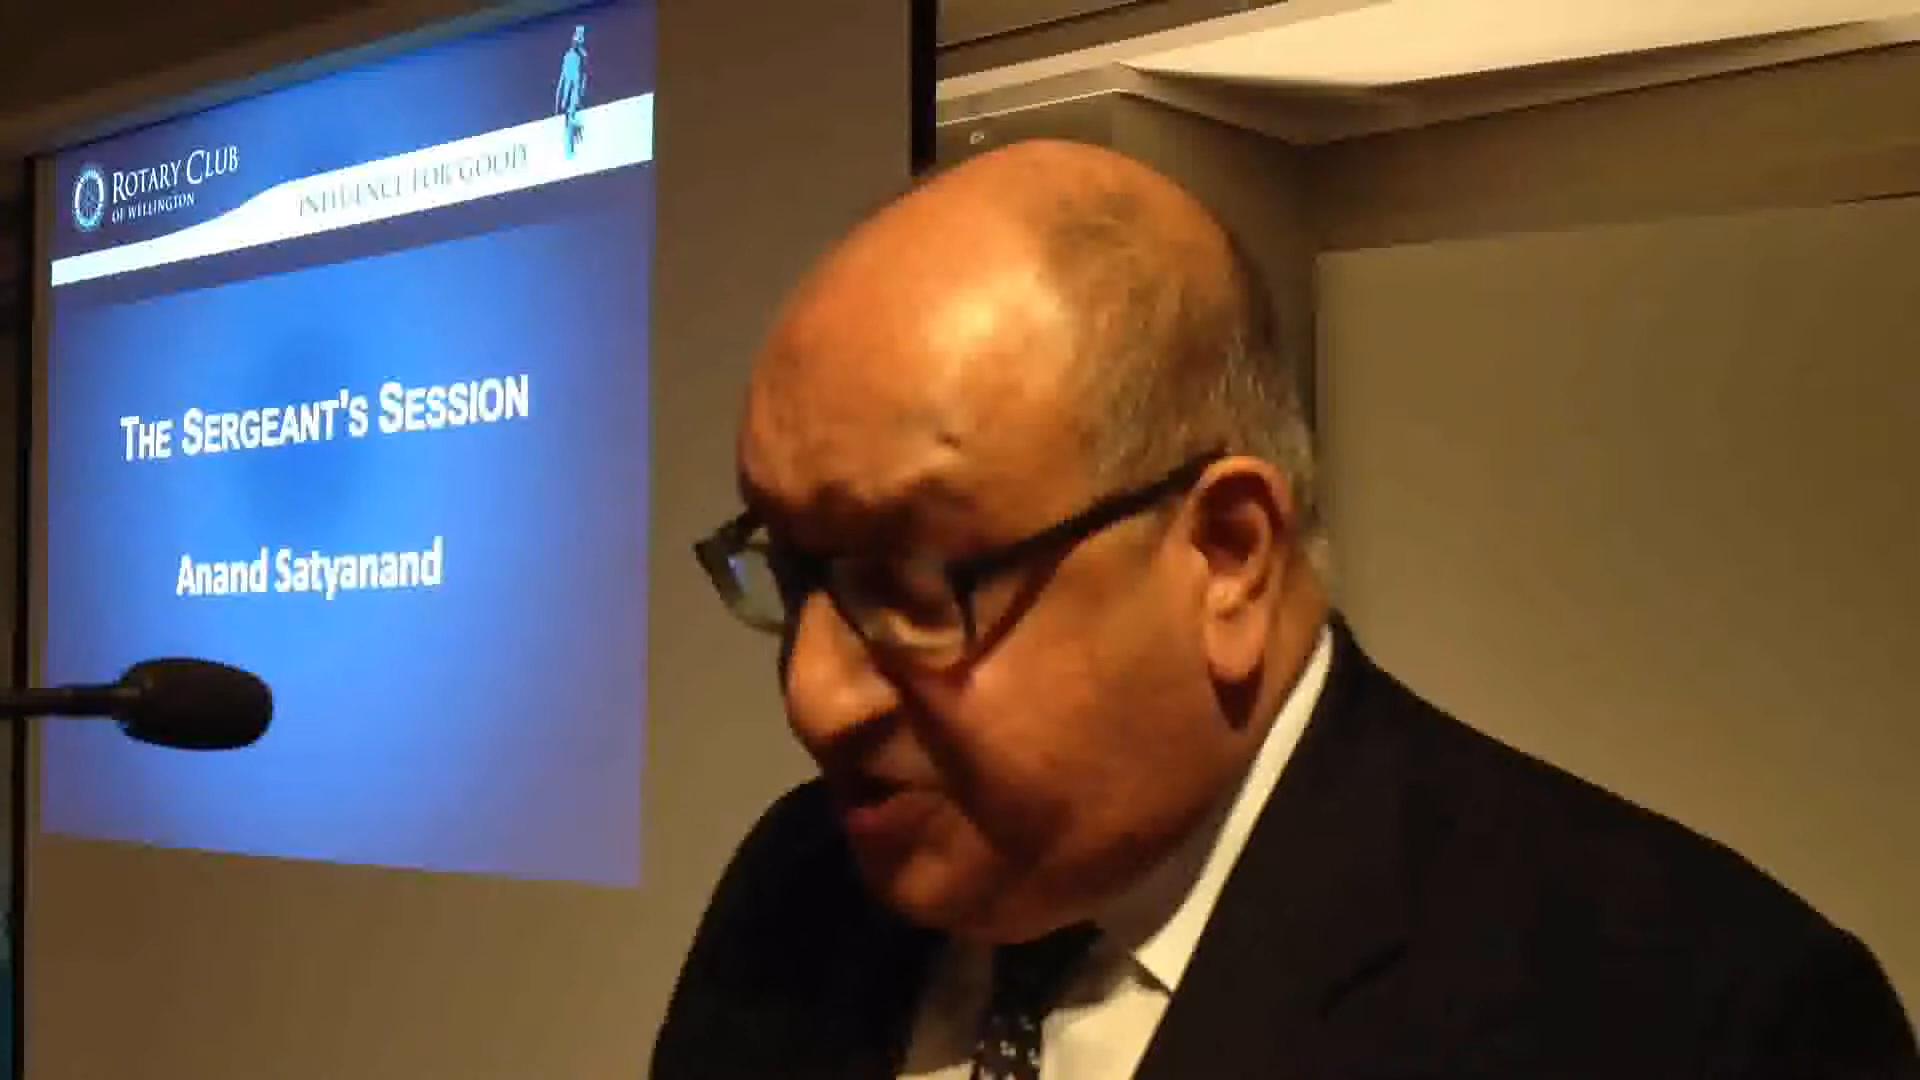 ROTARY CLUB
OF WELLINGTON
INFLUENCE FOR GOOD
THE SERGEANT'S SESSION
Anand Satyanand